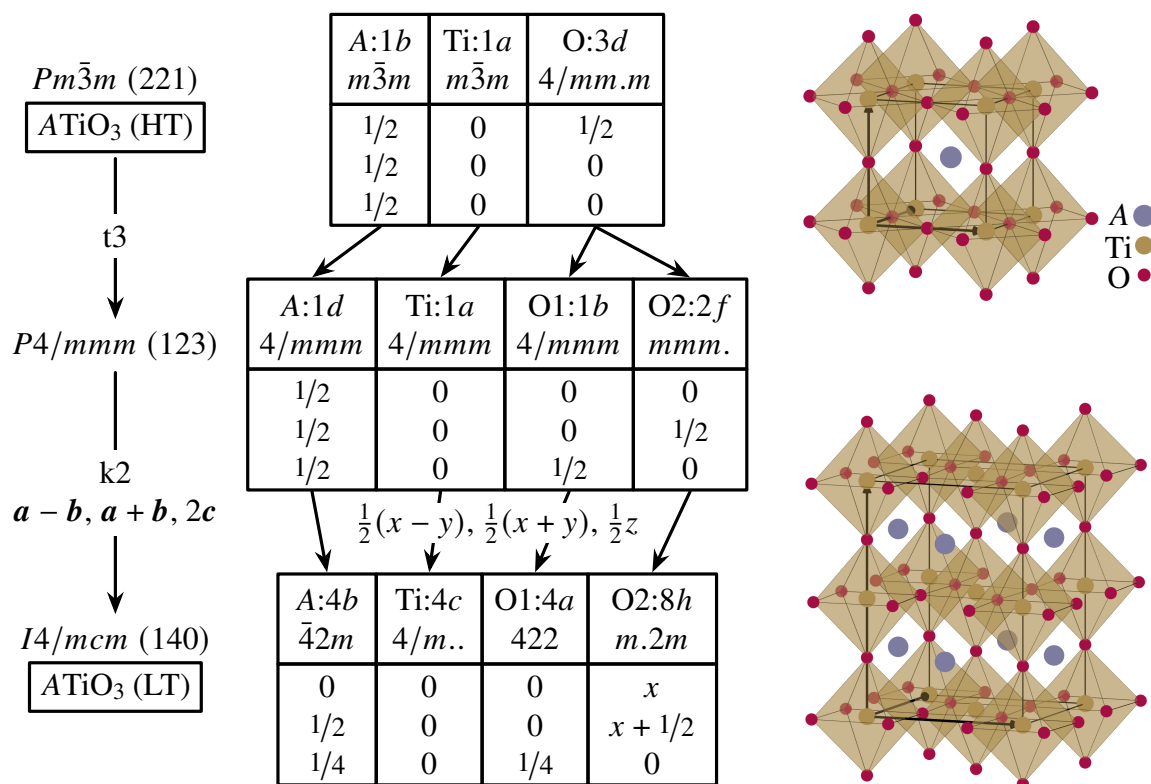 A:1b Ti:1a O:3d
m3̄m m3̄m 4/mm.m
1/2 0 1/2
1/2 0 0
1/2 0 0
Pm3̄m (221)
ATiO₃ (HT)
t3
A:1d Ti:1a O1:1b O2:2f
4/mmm 4/mmm 4/mmm mmm.
1/2 0 0 0
1/2 0 0 1/2
1/2 0 1/2 0
P4/mmm (123)
k2
a − b, a + b, 2c
½(x − y), ½(x + y), ½z
A:4b Ti:4c O1:4a O2:8h
4̄2m 4/m.. 422 m.2m
0 0 0 x
1/2 0 0 x + 1/2
1/4 0 1/4 0
I4/mcm (140)
ATiO₃ (LT)
A
Ti
O